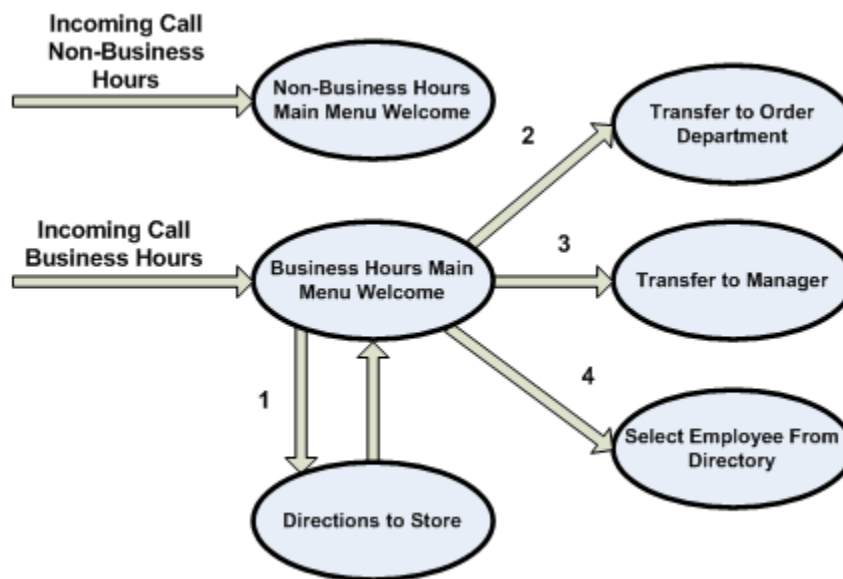 Incoming Call
Non-Business
Hours
Non-Business Hours
Main Menu Welcome
2
Transfer to Order
Department
Incoming Call
Business Hours
Business Hours Main
Menu Welcome
3
Transfer to Manager
1
4
Select Employee From
Directory
Directions to Store